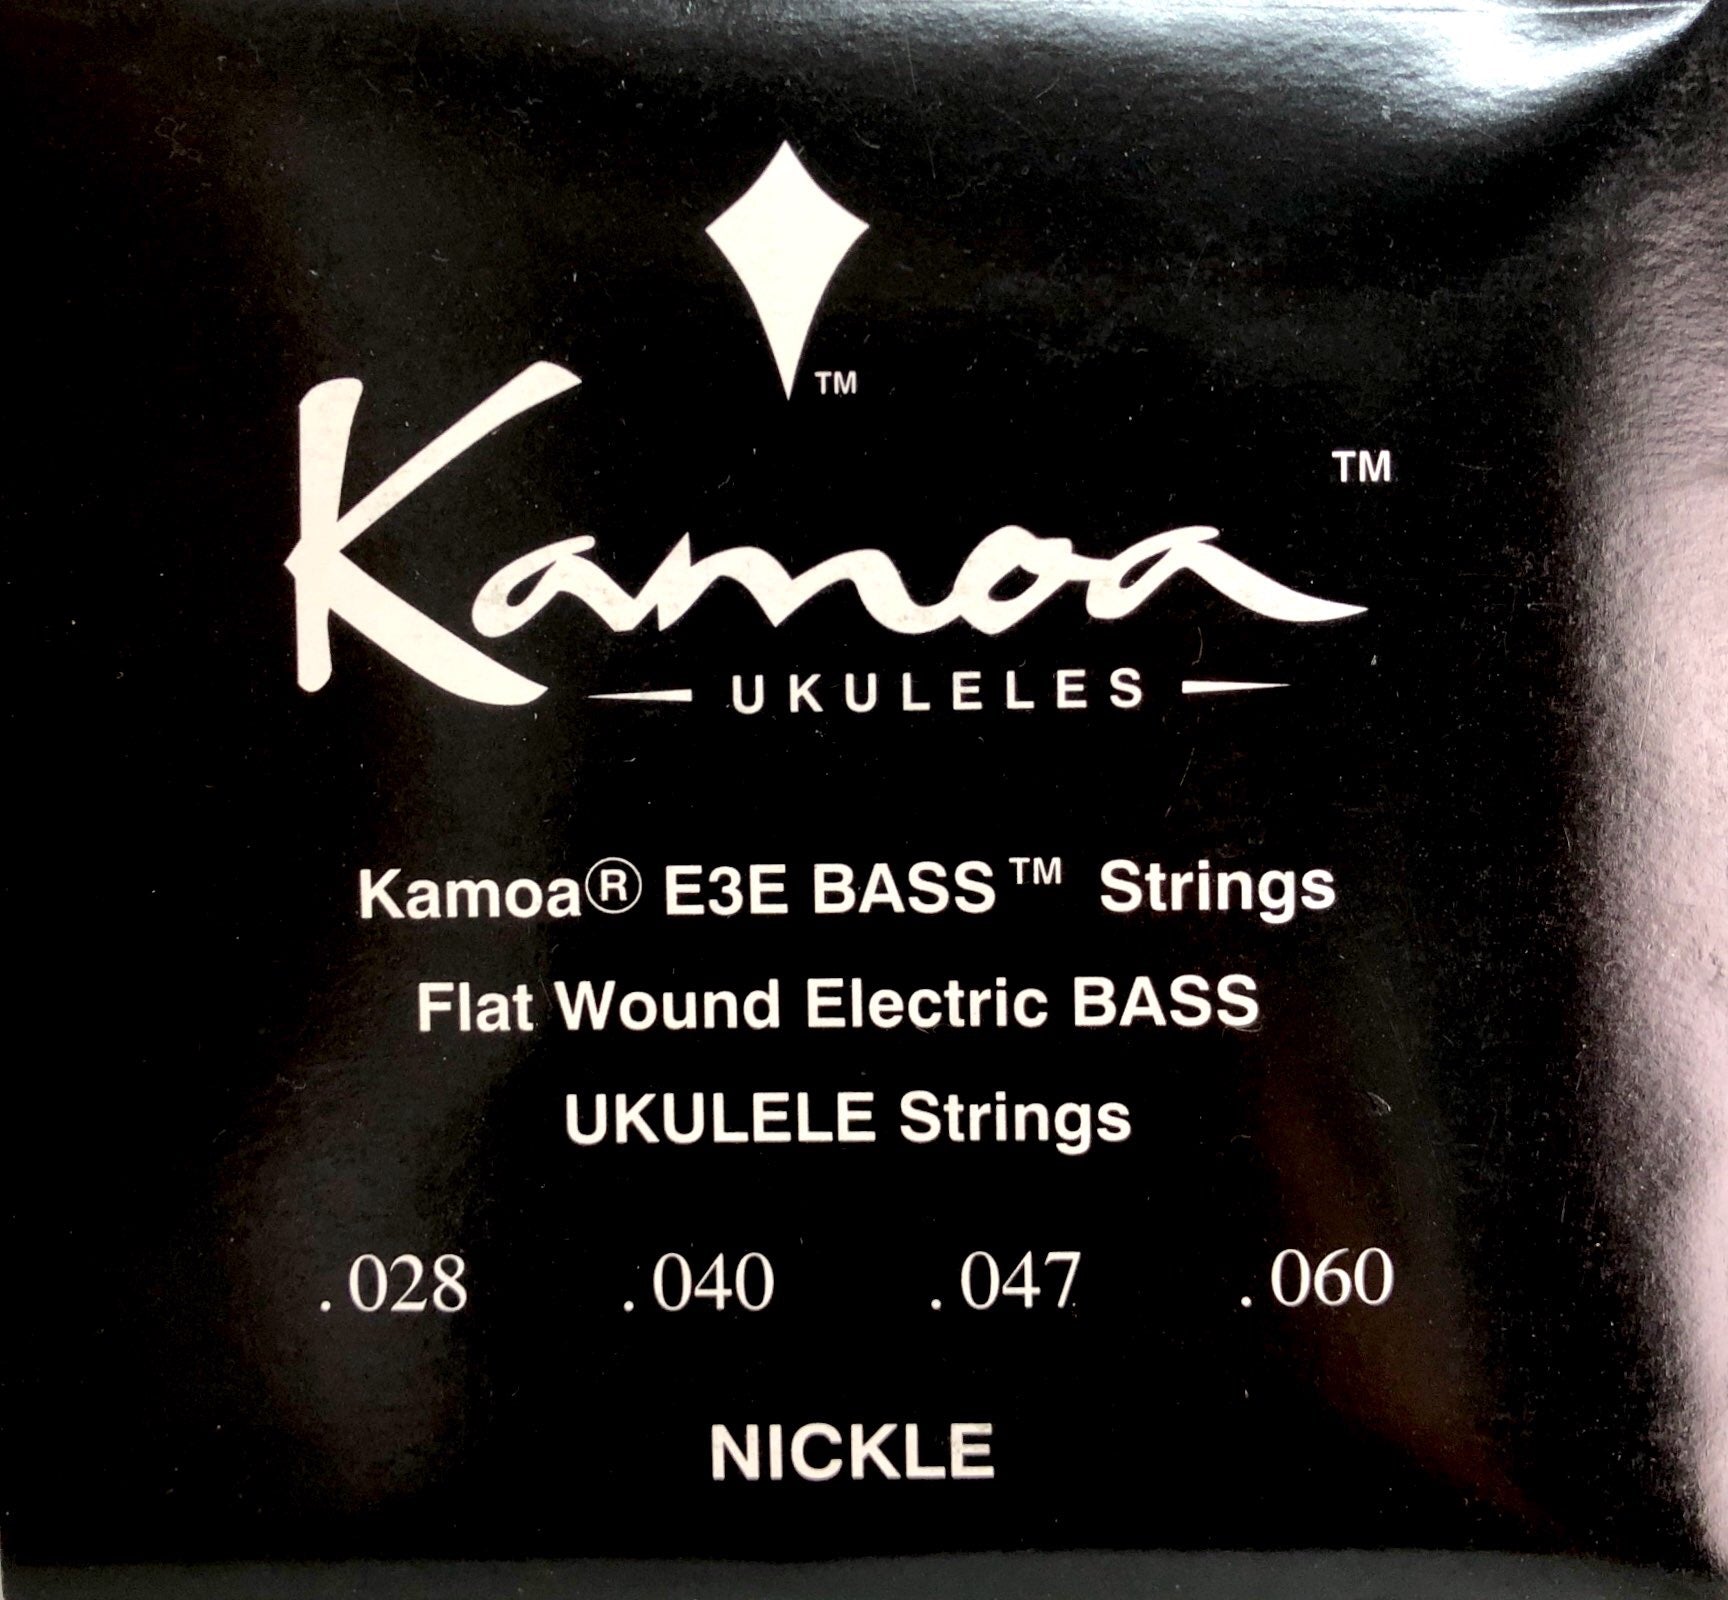 TM
Kamoa TM
UKULELES
Kamoa® E3E BASS™ Strings
Flat Wound Electric BASS
UKULELE Strings
.028 .040 .047 .060
NICKLE